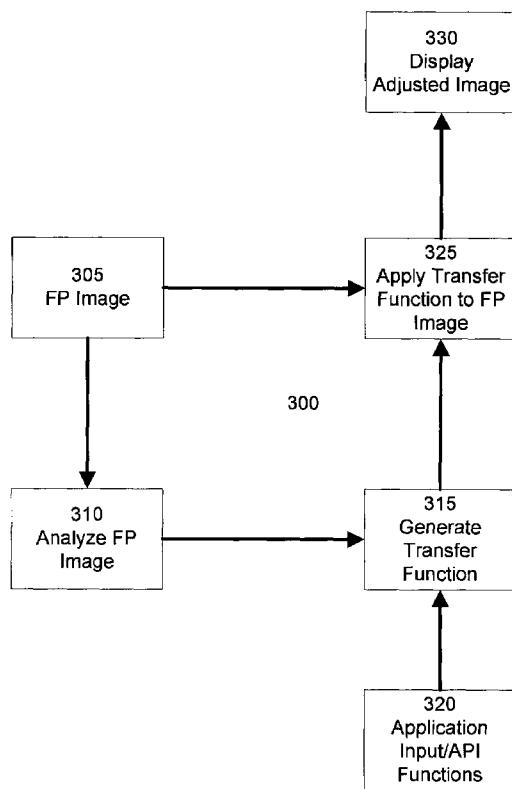 330
Display
Adjusted Image
305
FP Image
325
Apply Transfer
Function to FP
Image
300
310
Analyze FP
Image
315
Generate
Transfer
Function
320
Application
Input/API
Functions